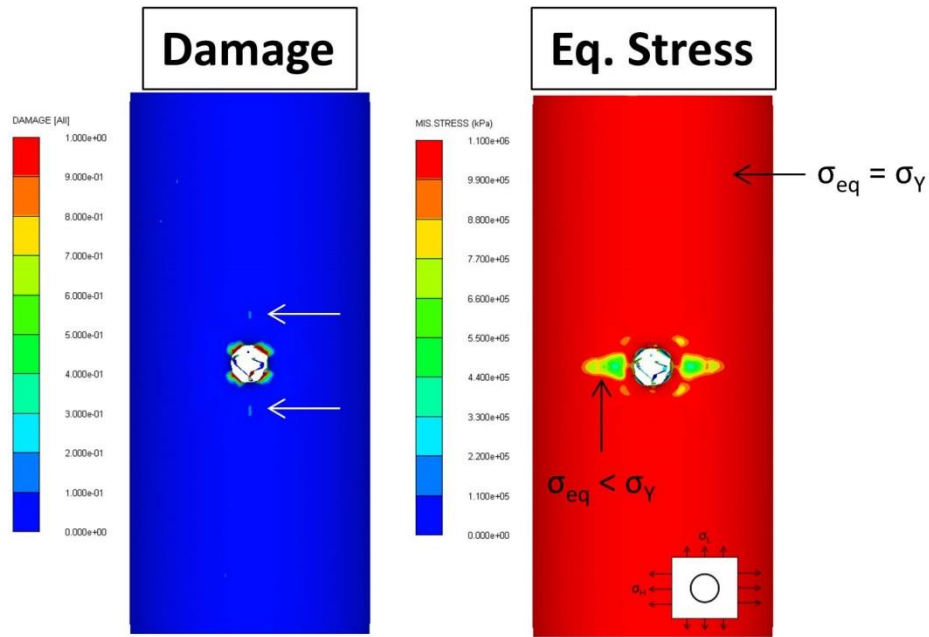 Damage
Eq. Stress
DAMAGE [All]
1.000e+00
9.000e-01
8.000e-01
7.000e-01
6.000e-01
5.000e-01
4.000e-01
3.000e-01
2.000e-01
1.000e-01
0.000e+00
MIS.STRESS (kPa)
1.100e+06
9.900e+05
8.800e+05
7.700e+05
6.600e+05
5.500e+05
4.400e+05
3.300e+05
2.200e+05
1.100e+05
0.000e+00
σeq = σY
σeq < σY
σL
σH